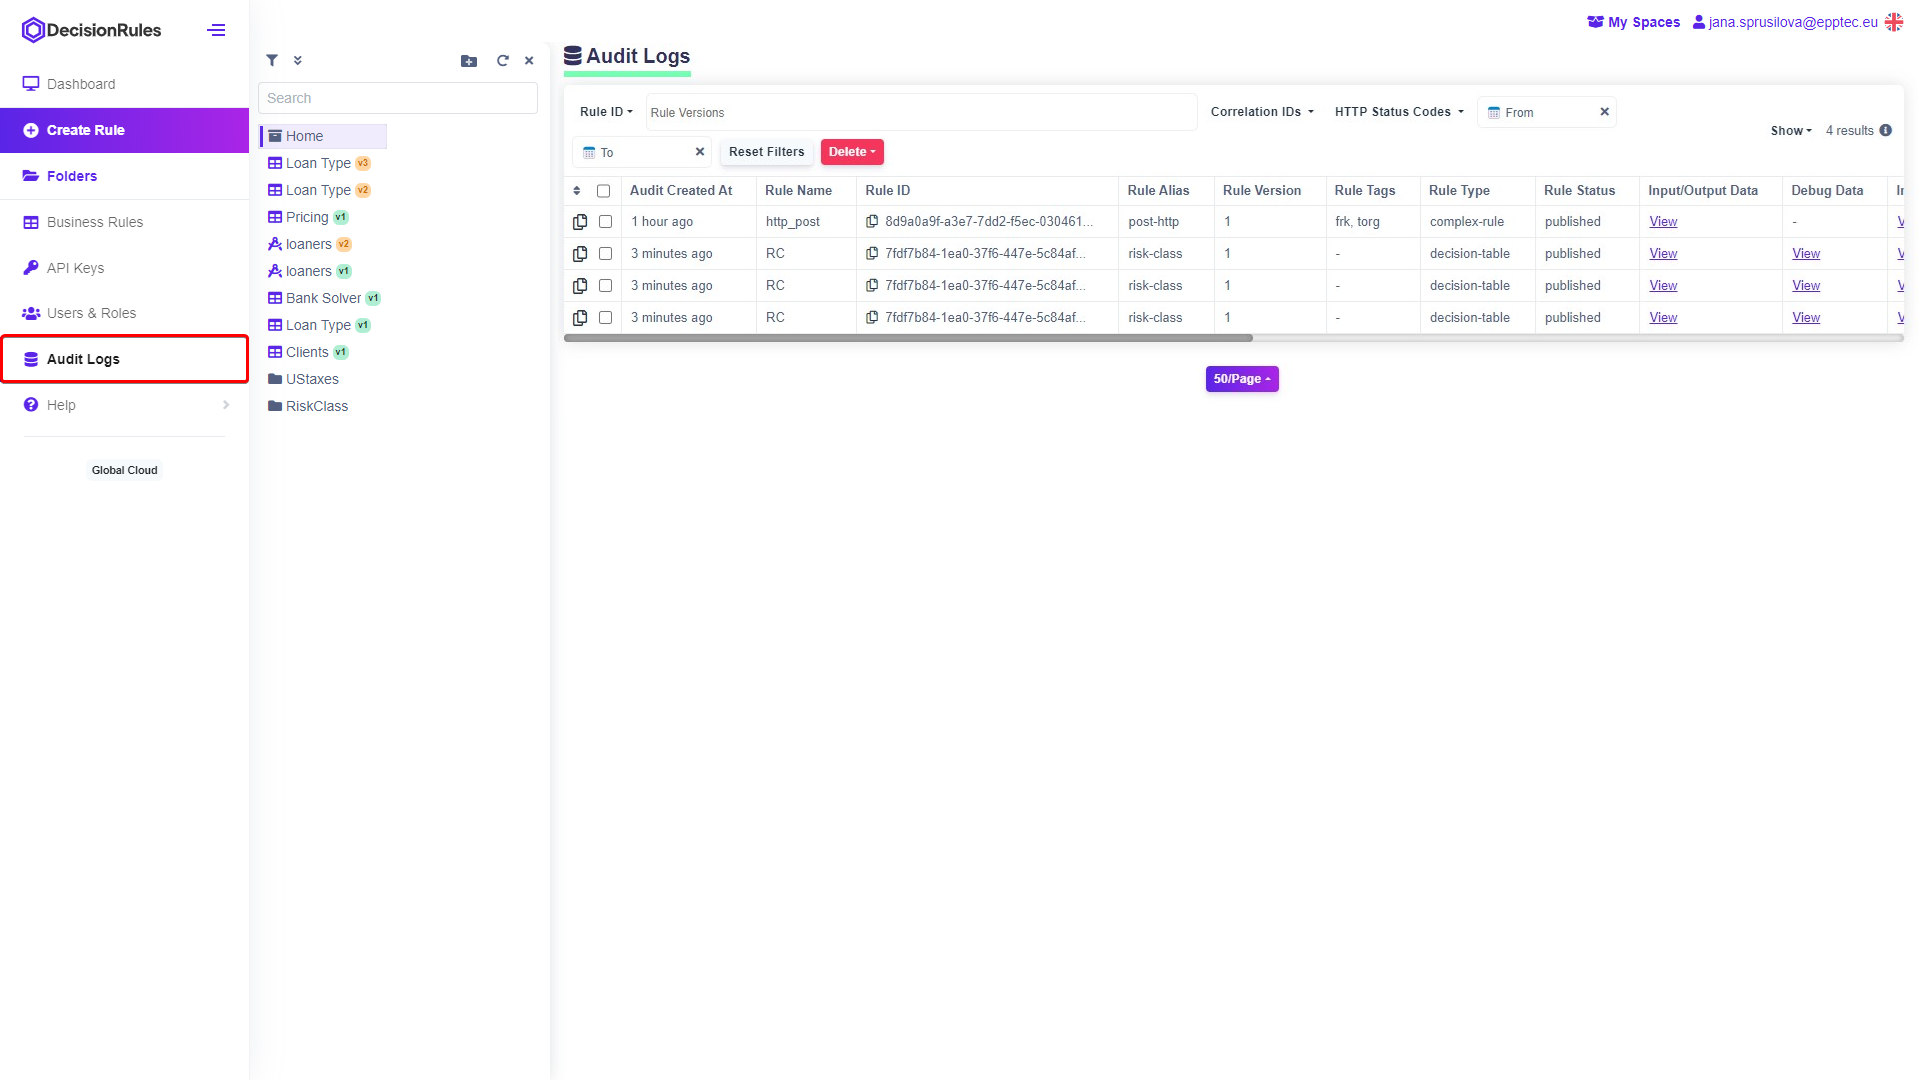 DecisionRules
My Spaces jana.sprusilova@epptec.eu
Dashboard
Create Rule
Folders
Business Rules
API Keys
Users & Roles
Audit Logs
Help
Global Cloud
Search
Home
Loan Type v3
Loan Type v2
Pricing v1
loaners v2
loaners v1
Bank Solver v1
Loan Type v1
Clients v1
UStaxes
RiskClass
Audit Logs
Rule ID Rule Versions Correlation IDs HTTP Status Codes From
Show 4 results
To Reset Filters Delete
Audit Created At Rule Name Rule ID Rule Alias Rule Version Rule Tags Rule Type Rule Status Input/Output Data Debug Data
1 hour ago http_post 8d9a0a9f-a3e7-7dd2-f5ec-030461... post-http 1 frk, torg complex-rule published View -
3 minutes ago RC 7fdf7b84-1ea0-37f6-447e-5c84af... risk-class 1 - decision-table published View View
3 minutes ago RC 7fdf7b84-1ea0-37f6-447e-5c84af... risk-class 1 - decision-table published View View
3 minutes ago RC 7fdf7b84-1ea0-37f6-447e-5c84af... risk-class 1 - decision-table published View View
50/Page